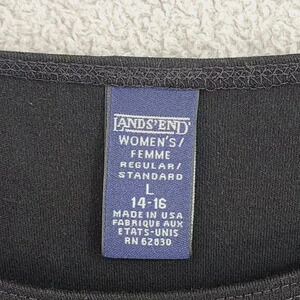 LANDS' END
WOMEN'S/
FEMME
REGULAR/
STANDARD
L
14-16
MADE IN USA
FABRIQUE AUX
ETATS-UNIS
RN 62830